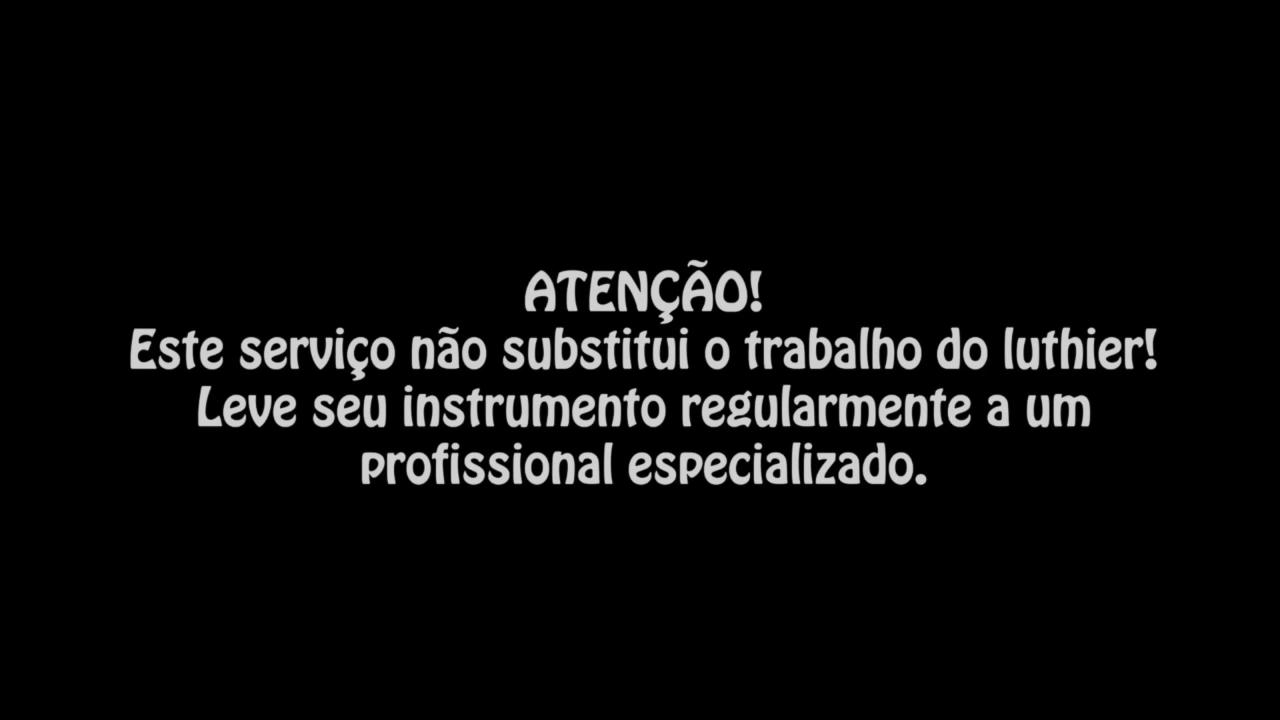 ATENÇÃO!
Este serviço não substitui o trabalho do luthier!
Leve seu instrumento regularmente a um
profissional especializado.